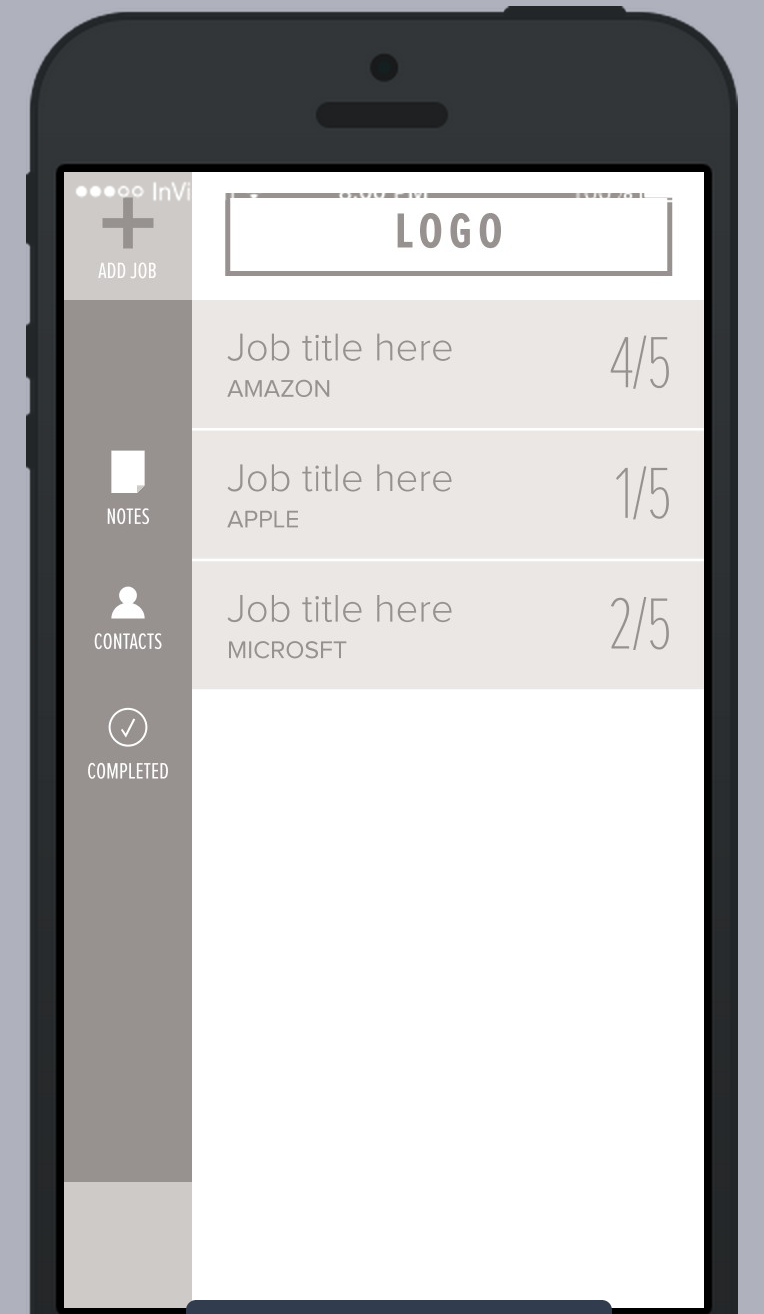 InVi
ADD JOB
LOGO
Job title here
AMAZON
4/5
Job title here
APPLE
1/5
Job title here
MICROSFT
2/5
NOTES
CONTACTS
COMPLETED